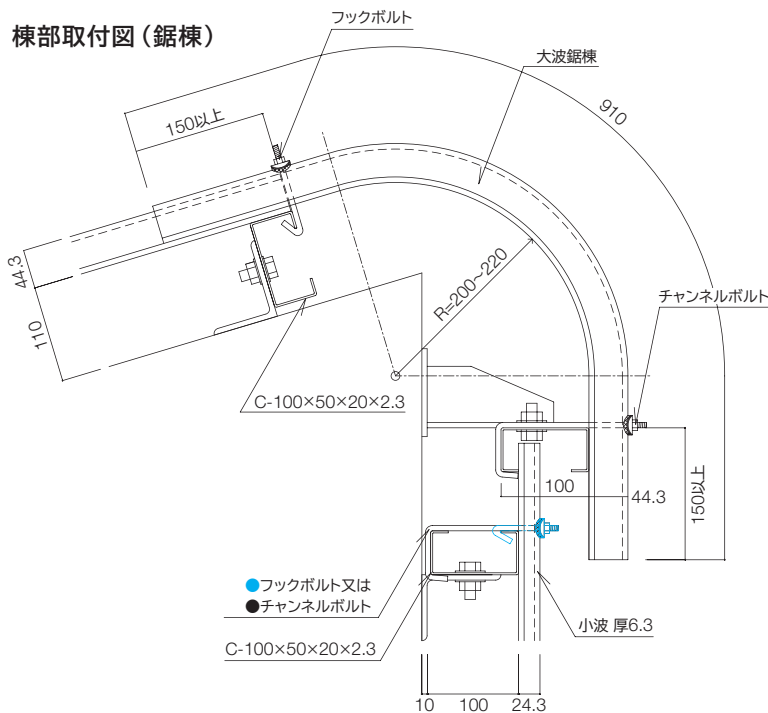 棟部取付図（鋸棟）
フックボルト
大波鋸棟
910
150以上
44.3
110
R=200~220
チャンネルボルト
C-100×50×20×2.3
100
44.3
150以上
●フックボルト又は
●チャンネルボルト
小波 厚6.3
C-100×50×20×2.3
10 100 24.3